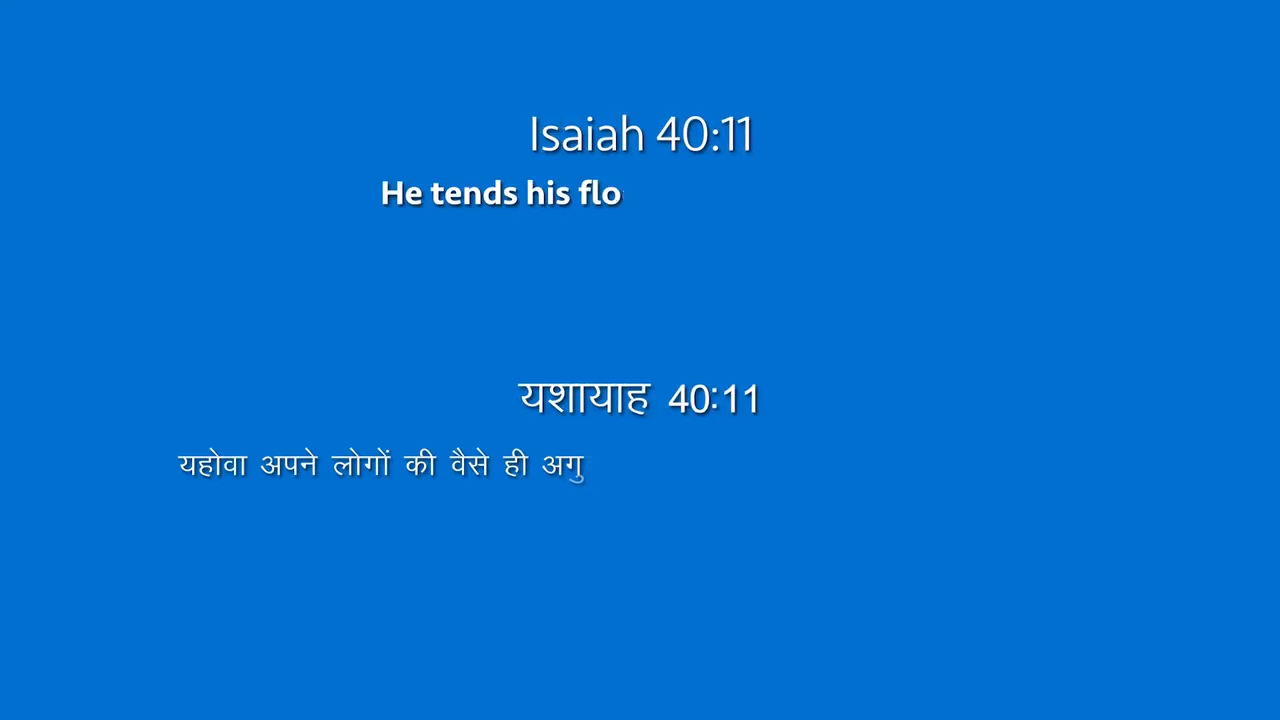 Isaiah 40:11
He tends his flo
यशायाह 40:11
यहोवा अपने लोगों की वैसे ही अगु